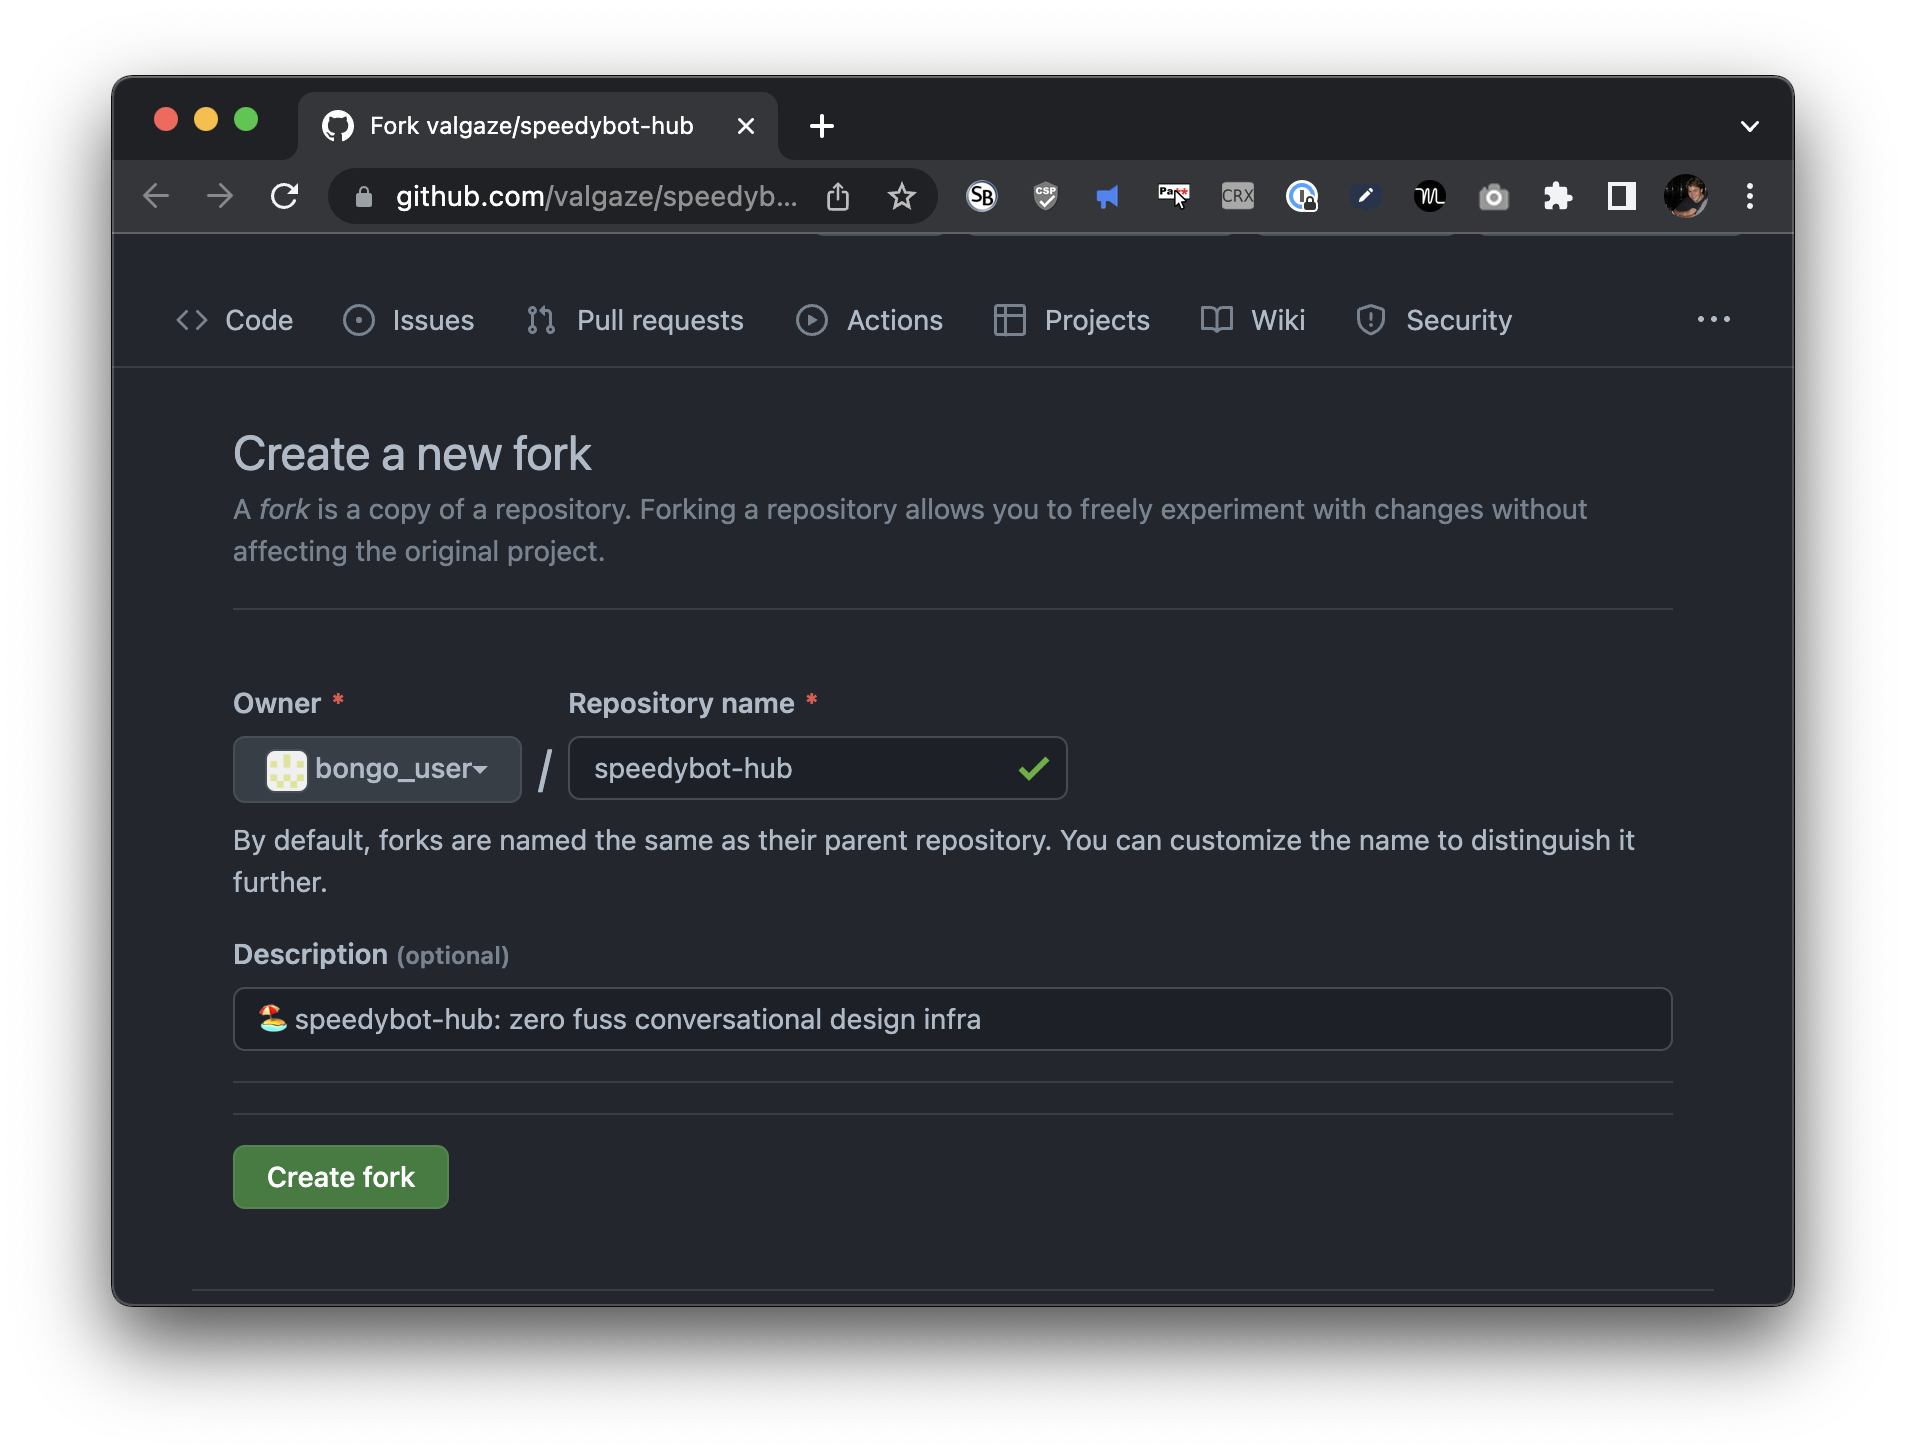 Fork valgaze/speedybot-hub
github.com/valgaze/speedyb...
SB
CSP
CRX
Code Issues Pull requests Actions Projects Wiki Security
Create a new fork
A fork is a copy of a repository. Forking a repository allows you to freely experiment with changes without
affecting the original project.
Owner * Repository name *
bongo_user / speedybot-hub
By default, forks are named the same as their parent repository. You can customize the name to distinguish it
further.
Description (optional)
🏖️ speedybot-hub: zero fuss conversational design infra
Create fork